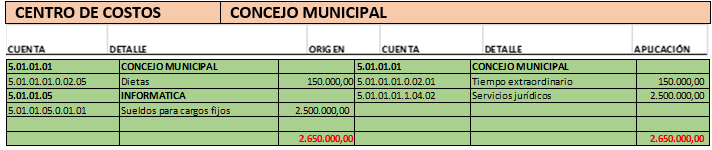 CENTRO DE COSTOS CONCEJO MUNICIPAL
CUENTA DETALLE ORIGEN CUENTA DETALLE APLICACIÓN
5.01.01.01 CONCEJO MUNICIPAL 5.01.01.01 CONCEJO MUNICIPAL
5.01.01.01.0.02.05 Dietas 150.000,00 5.01.01.01.0.02.01 Tiempo extraordinario 150.000,00
5.01.01.05 INFORMATICA 5.01.01.01.1.04.02 Servicios jurídicos 2.500.000,00
5.01.01.05.0.01.01 Sueldos para cargos fijos 2.500.000,00
2.650.000,00 2.650.000,00